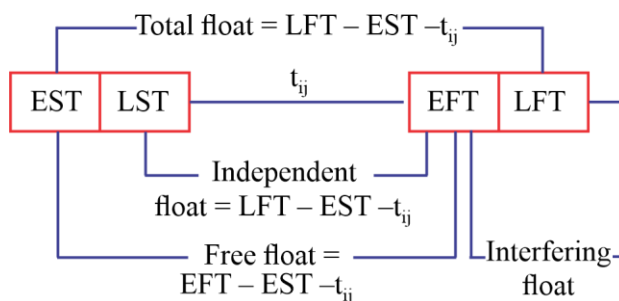 Total float = LFT – EST –tij
tij
EST LST EFT LFT
Independent
float = LFT – EST –tij
Free float =
EFT – EST –tij
Interfering
float